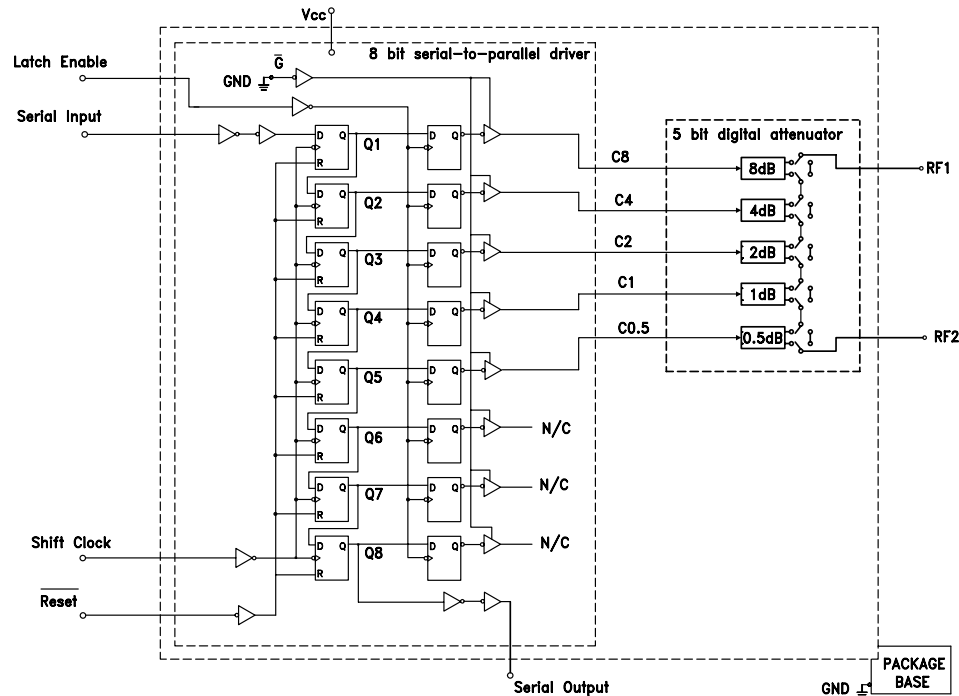 Vcc
8 bit serial-to-parallel driver
Latch Enable
G
GND
Serial Input
D Q
R
Q1
D Q
C8
5 bit digital attenuator
8dB
RF1
D Q
R
Q2
D Q
C4
4dB
D Q
R
Q3
D Q
C2
2dB
D Q
R
Q4
D Q
C1
1dB
D Q
R
Q5
D Q
C0.5
0.5dB
RF2
D Q
R
Q6
D Q
N/C
D Q
R
Q7
D Q
N/C
Shift Clock
D Q
R
Q8
D Q
N/C
Reset
Serial Output
GND
PACKAGE
BASE